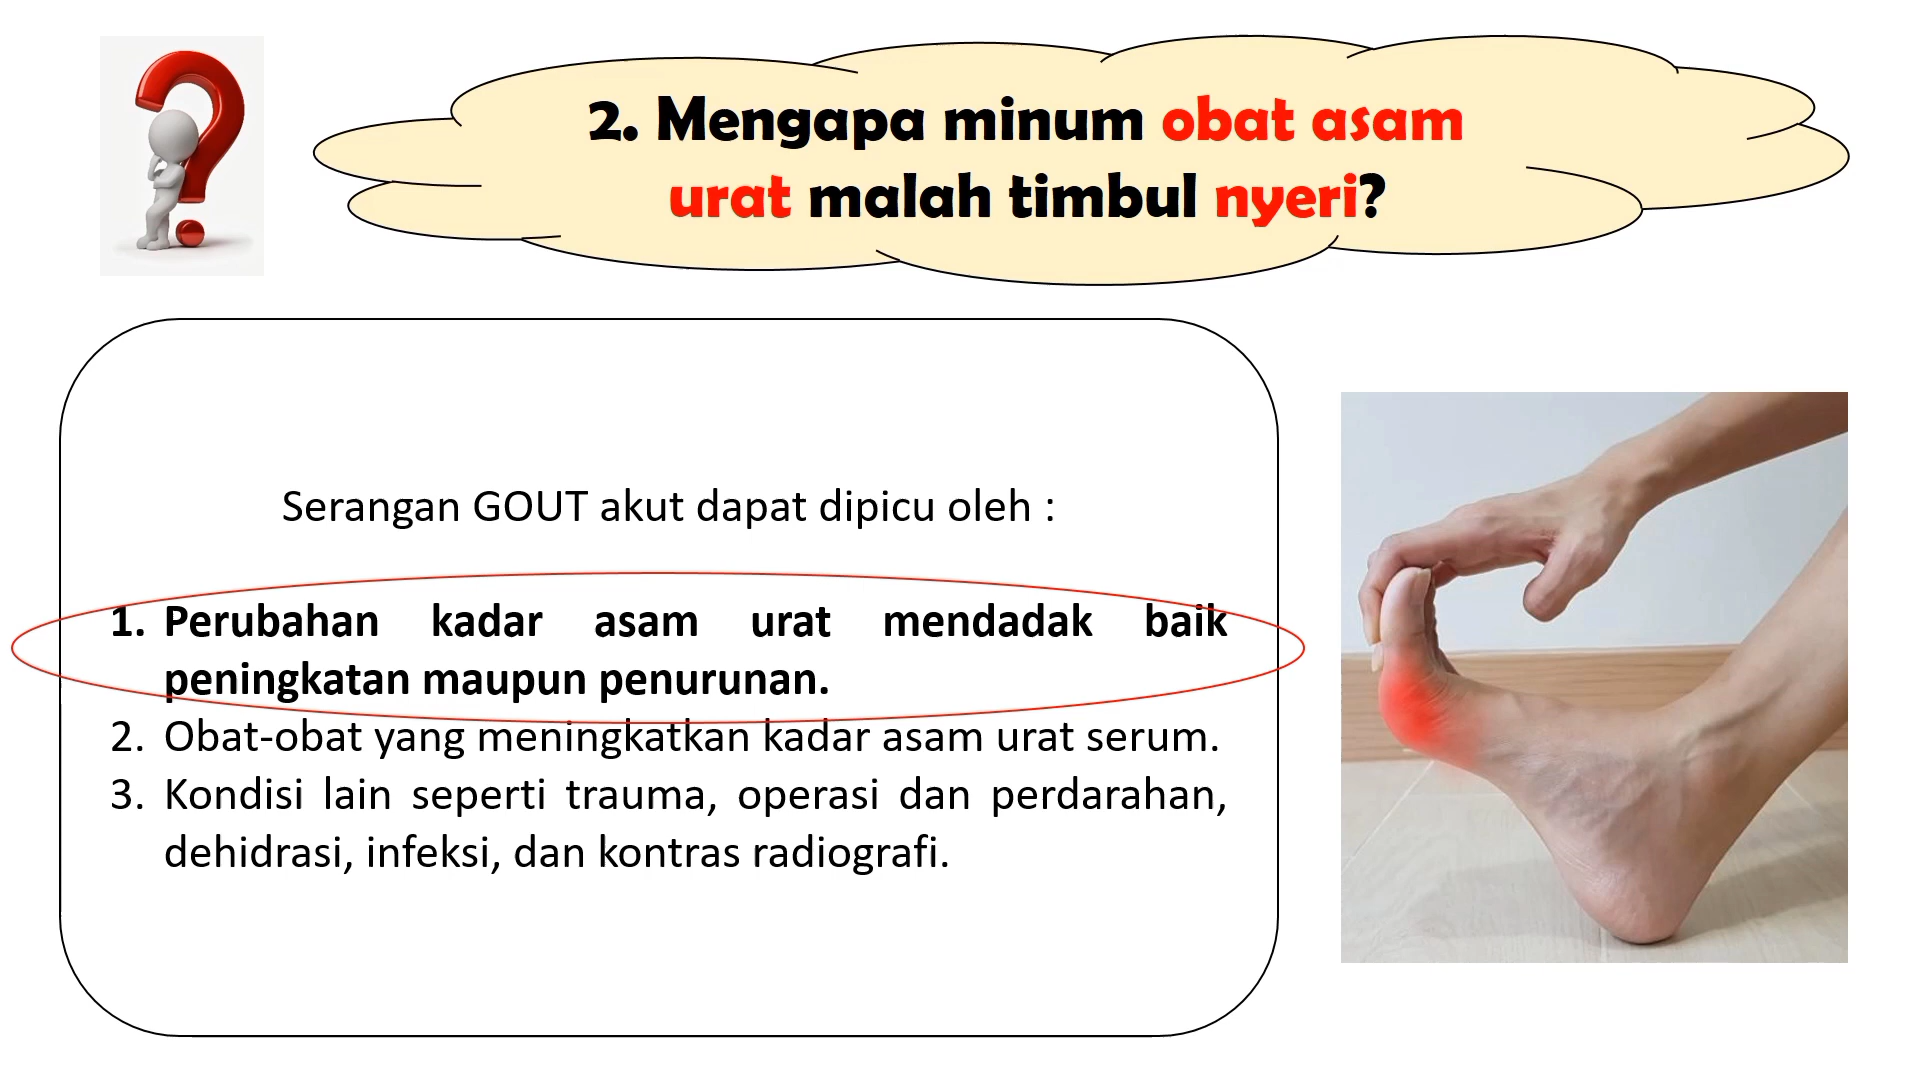 2. Mengapa minum obat asam
urat malah timbul nyeri?
Serangan GOUT akut dapat dipicu oleh :
1. Perubahan kadar asam urat mendadak baik
peningkatan maupun penurunan.
2. Obat-obat yang meningkatkan kadar asam urat serum.
3. Kondisi lain seperti trauma, operasi dan perdarahan,
dehidrasi, infeksi, dan kontras radiografi.